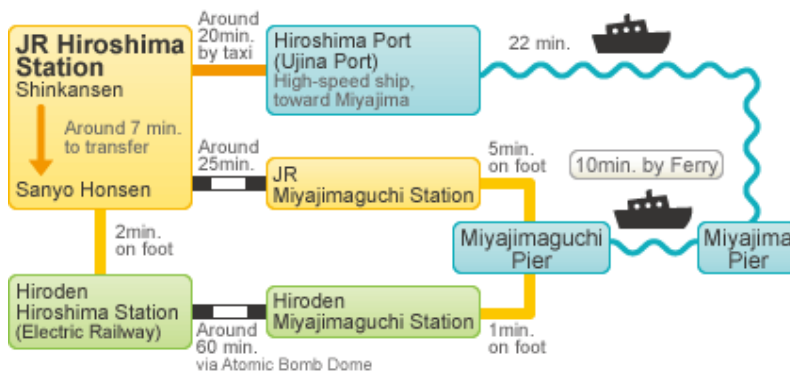 JR Hiroshima
Station
Shinkansen
Around 7 min.
to transfer
Sanyo Honsen
Around
20min.
by taxi
Hiroshima Port
(Ujina Port)
High-speed ship,
toward Miyajima
22 min.
Around
25min.
JR
Miyajimaguchi Station
5min.
on foot
10min. by Ferry
Miyajimaguchi
Pier
Miyajima
Pier
2min.
on foot
Hiroden
Hiroshima Station
(Electric Railway)
Around
60 min.
via Atomic Bomb Dome
Hiroden
Miyajimaguchi Station
1min.
on foot